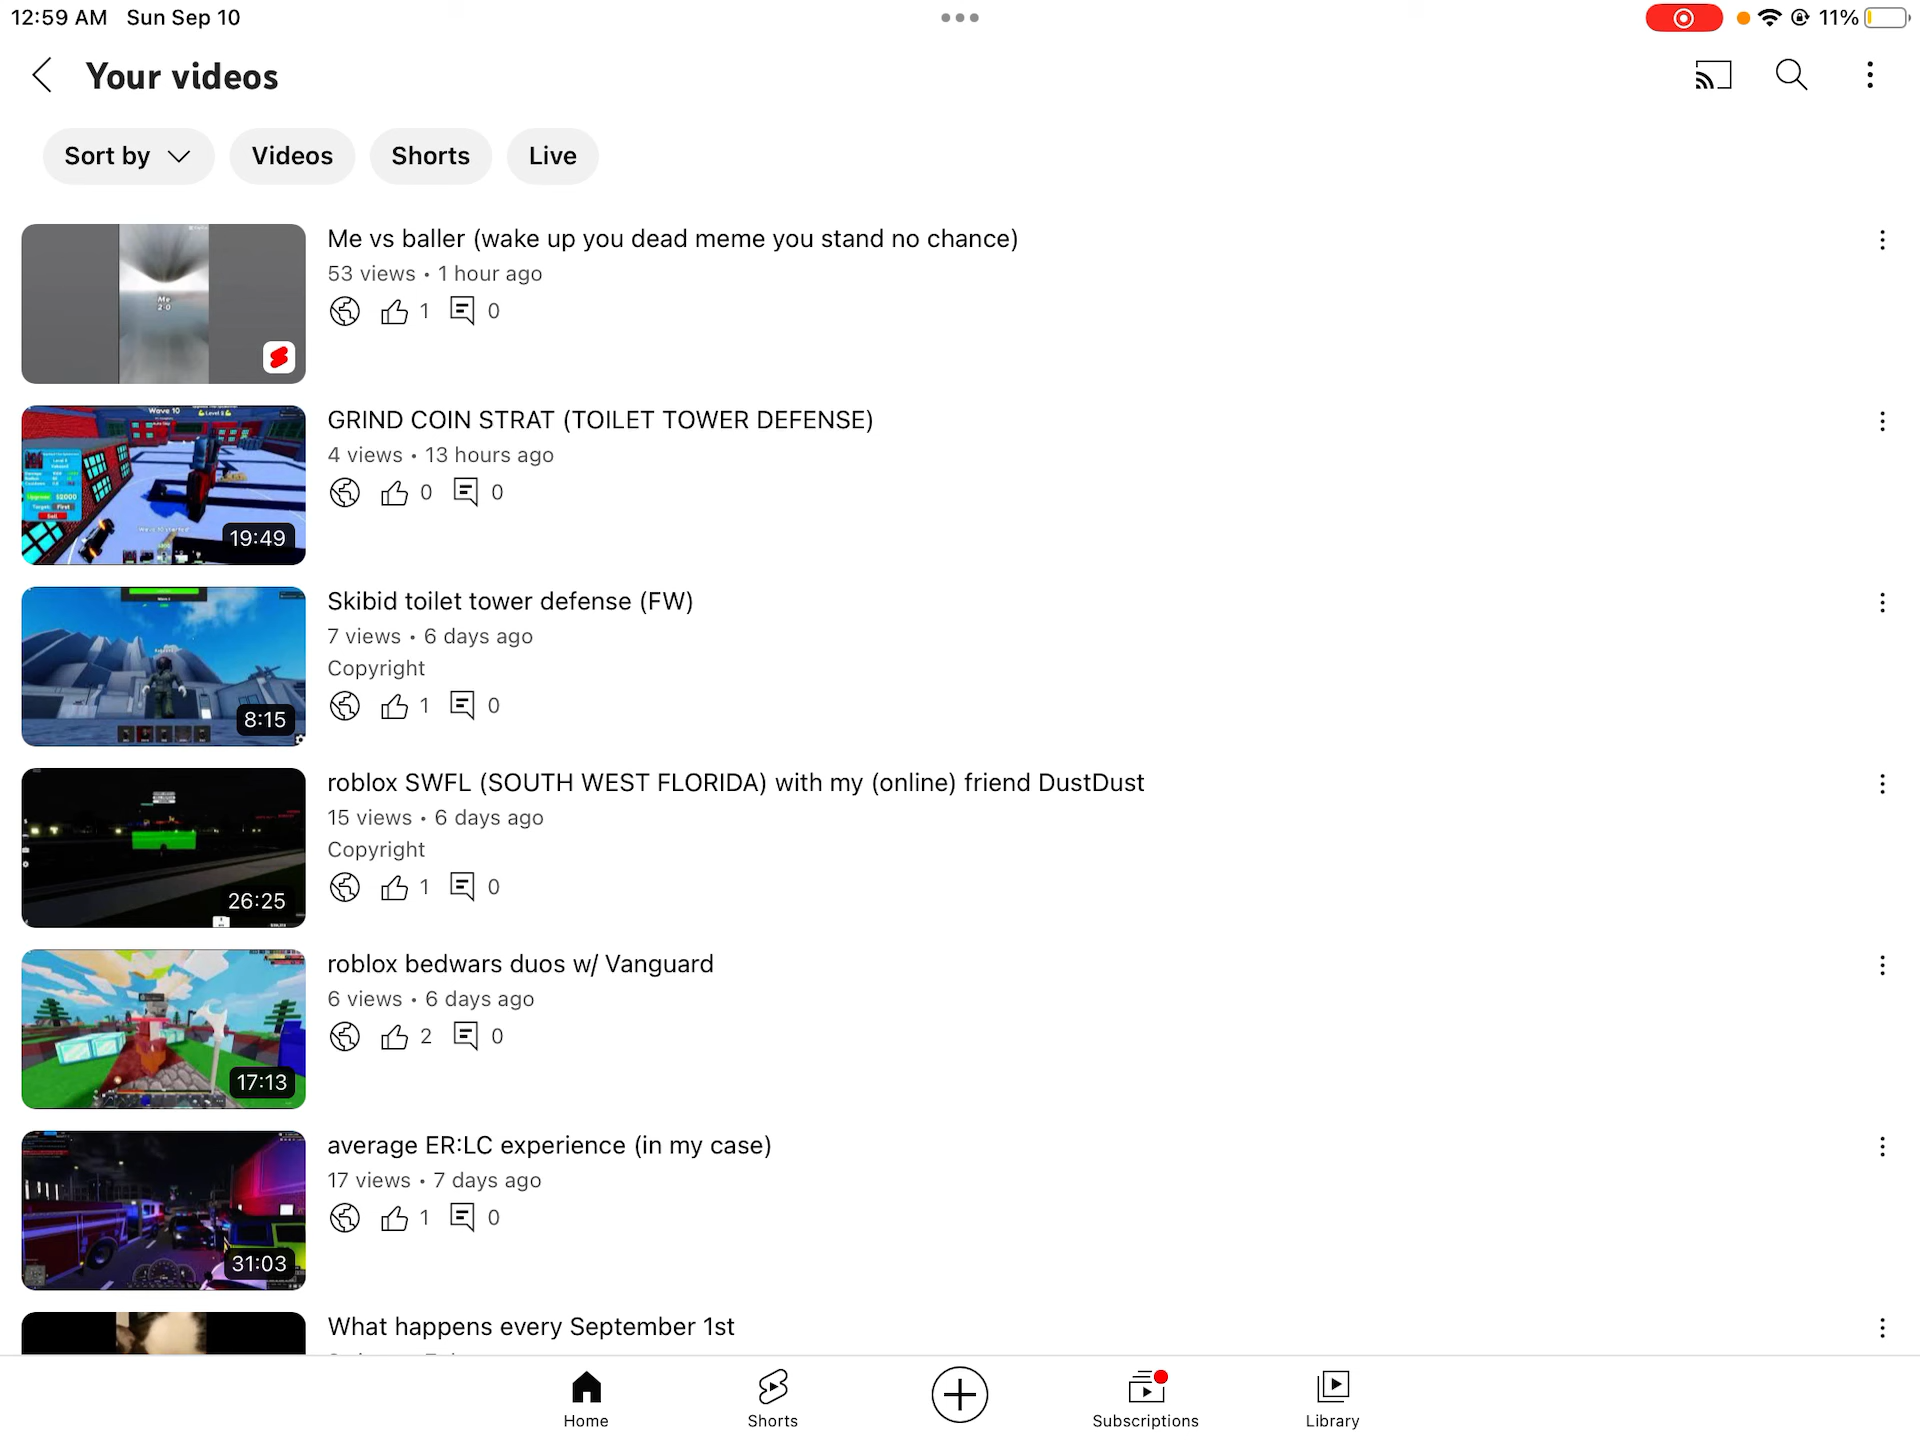 12:59 AM Sun Sep 10
11%
Your videos
Sort by Videos Shorts Live
Me vs baller (wake up you dead meme you stand no chance)
53 views • 1 hour ago
1 0
Me
2-0
GRIND COIN STRAT (TOILET TOWER DEFENSE)
4 views • 13 hours ago
0 0
Wave 10
19:49
Skibid toilet tower defense (FW)
7 views • 6 days ago
Copyright
1 0
8:15
roblox SWFL (SOUTH WEST FLORIDA) with my (online) friend DustDust
15 views • 6 days ago
Copyright
1 0
26:25
roblox bedwars duos w/ Vanguard
6 views • 6 days ago
2 0
17:13
average ER:LC experience (in my case)
17 views • 7 days ago
1 0
31:03
What happens every September 1st
Home Shorts Subscriptions Library